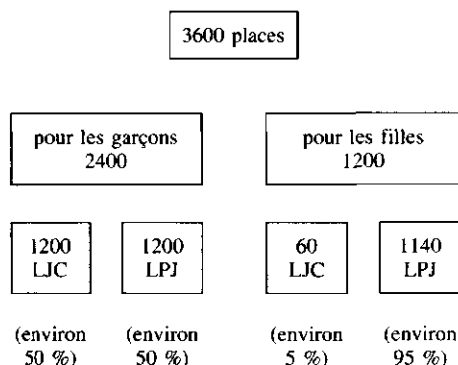 3600 places
pour les garçons
2400
pour les filles
1200
1200
LJC
1200
LPJ
60
LJC
1140
LPJ
(environ
50 %)
(environ
50 %)
(environ
5 %)
(environ
95 %)